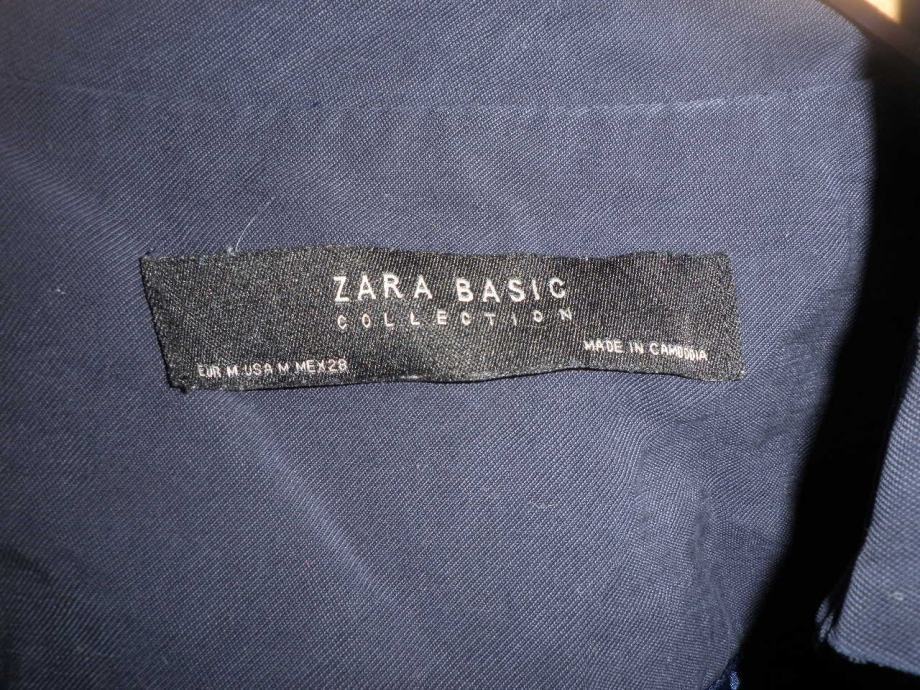 ZARA BASIC
COLLECTION
EUR M USA M MEX 28
MADE IN CAMBODIA